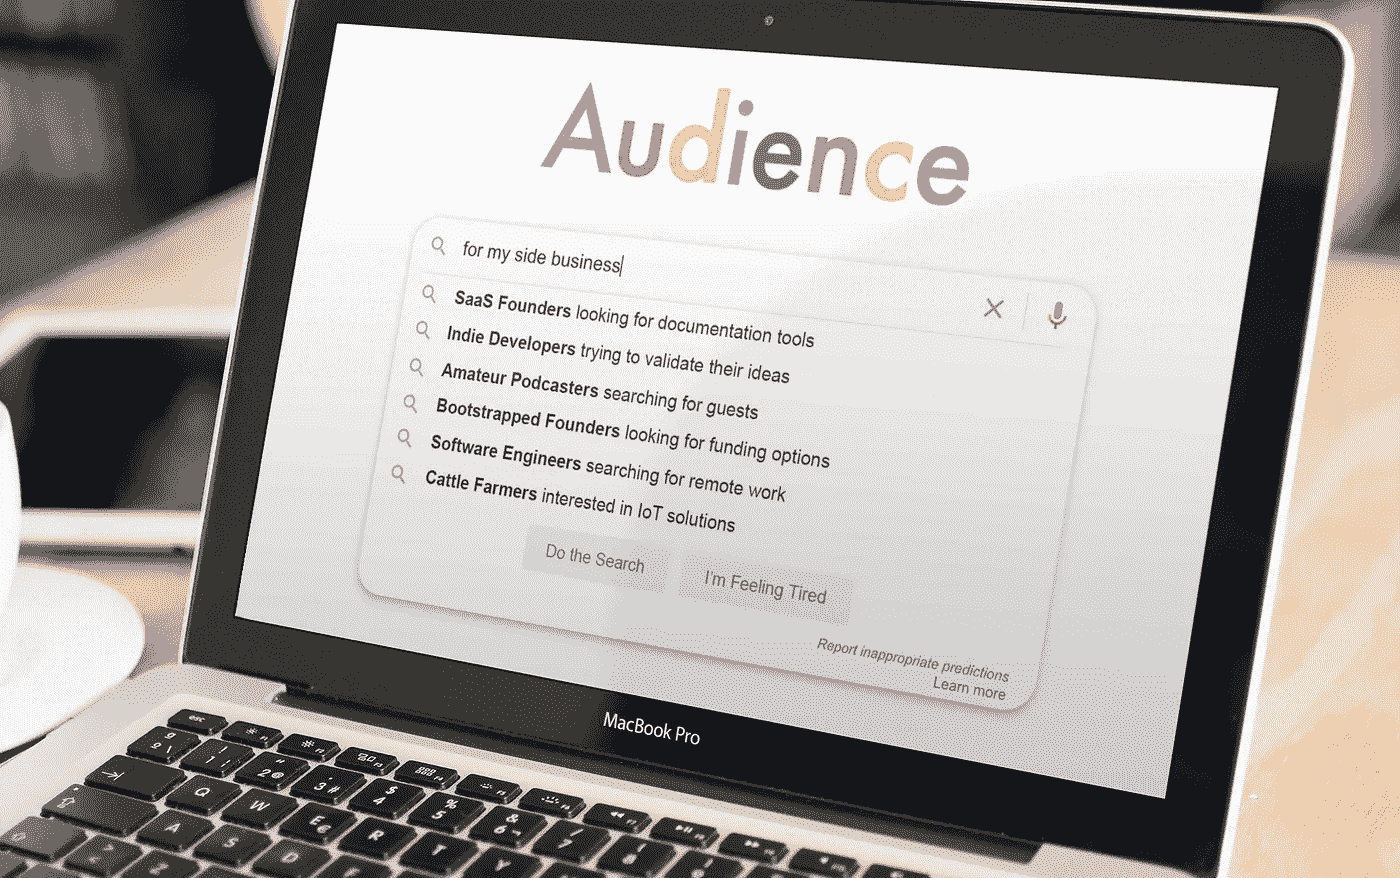 Audience
for my side business
SaaS Founders looking for documentation tools
Indie Developers trying to validate their ideas
Amateur Podcasters searching for guests
Bootstrapped Founders looking for funding options
Software Engineers searching for remote work
Cattle Farmers interested in IoT solutions
Do the Search I'm Feeling Tired
Report inappropriate predictions
Learn more
MacBook Pro
esc
Q W E € R T Y
A S D